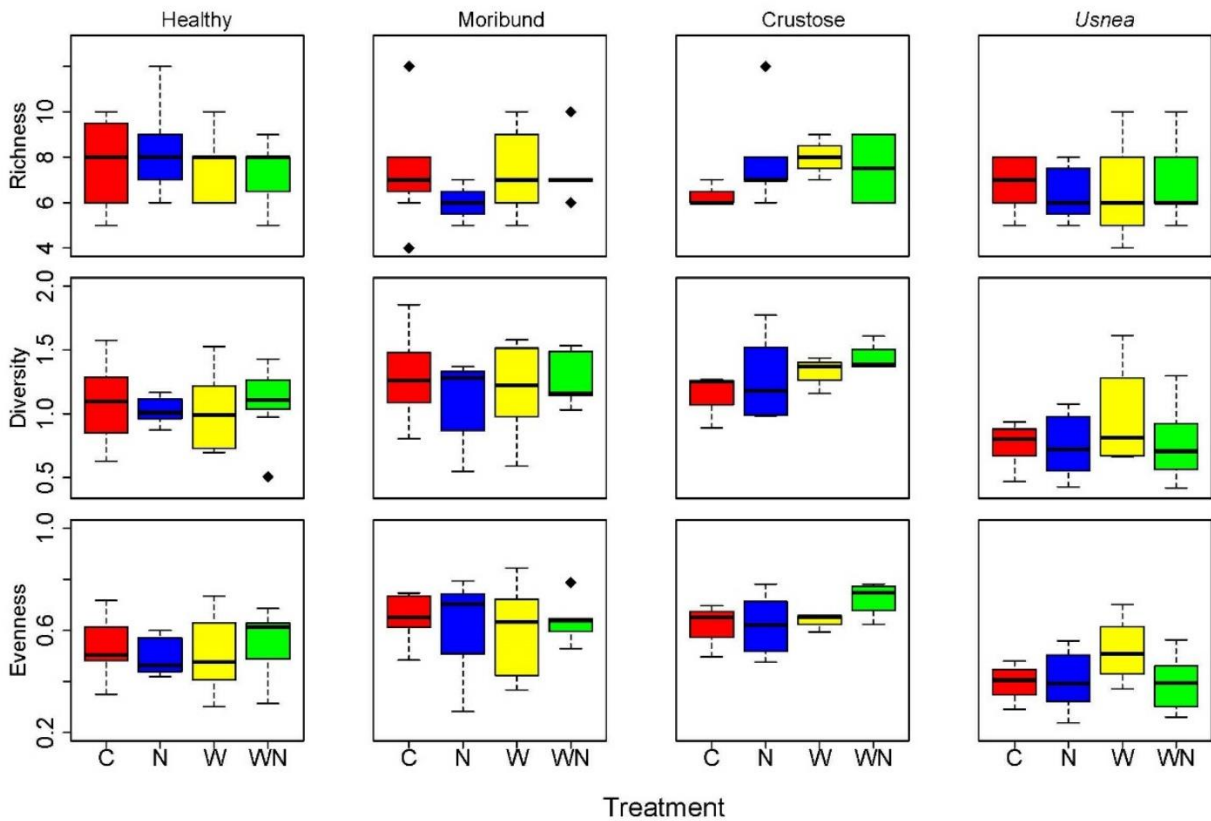 Healthy Moribund Crustose Usnea
Richness
10
8
6
4
Diversity
2.0
1.5
1.0
0.5
Evenness
1.0
0.6
0.2
C N W WN C N W WN C N W WN C N W WN
Treatment